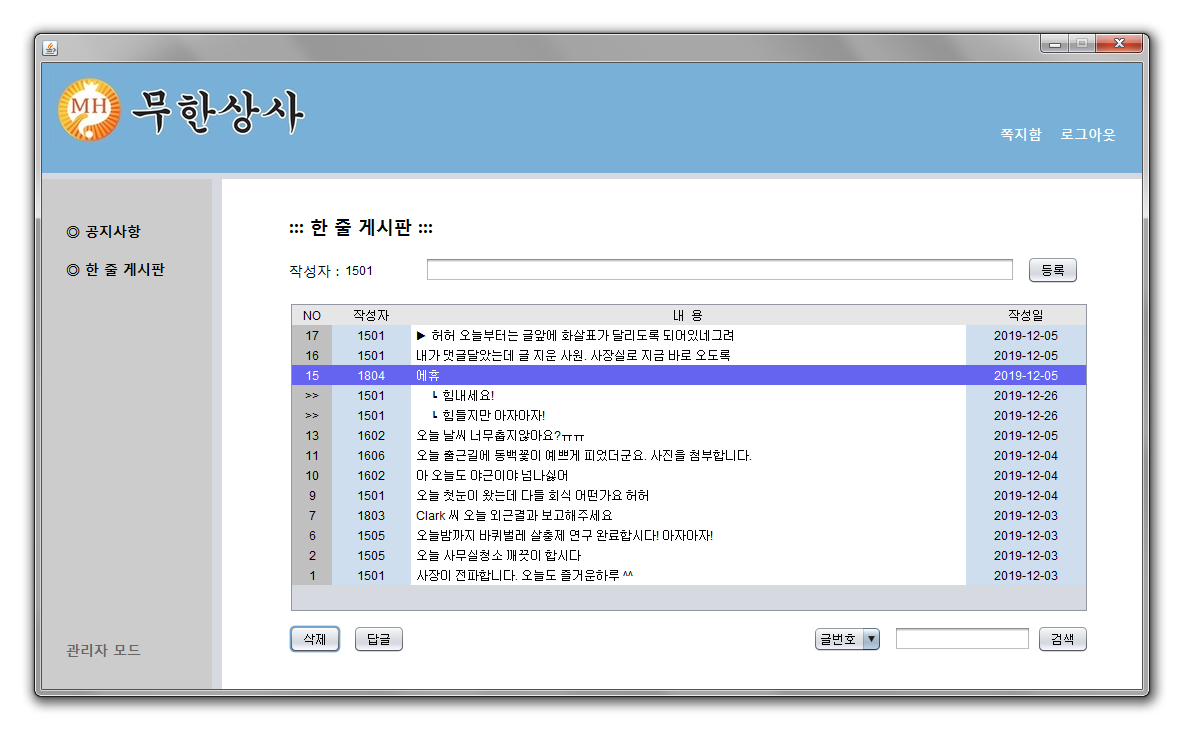 MH 무한상사
쪽지함 로그아웃
◎ 공지사항
◎ 한 줄 게시판
관리자 모드
::: 한 줄 게시판 :::
작성자 : 1501 등록
NO 작성자 내 용 작성일
17 1501 ▶ 허허 오늘부터는 글앞에 화살표가 달리도록 되어있네그려 2019-12-05
16 1501 내가 댓글달았는데 글 지운 사원. 사장실로 지금 바로 오도록 2019-12-05
15 1804 에휴 2019-12-05
>> 1501 ┗ 힘내세요! 2019-12-26
>> 1501 ┗ 힘들지만 아자아자! 2019-12-26
13 1602 오늘 날씨 너무춥지않아요?ㅠㅠ 2019-12-05
11 1606 오늘 출근길에 동백꽃이 예쁘게 피었더군요. 사진을 첨부합니다. 2019-12-04
10 1602 아 오늘도 야근이야 넘나싫어 2019-12-04
9 1501 오늘 첫눈이 왔는데 다들 회식 어떤가요 허허 2019-12-04
7 1803 Clark 씨 오늘 외근결과 보고해주세요 2019-12-03
6 1505 오늘밤까지 바퀴벌레 살충제 연구 완료합시다! 아자아자! 2019-12-03
2 1505 오늘 사무실청소 깨끗이 합시다 2019-12-03
1 1501 사장이 전파합니다. 오늘도 즐거운하루 ^^ 2019-12-03
삭제 답글 글번호 ▼ 검색